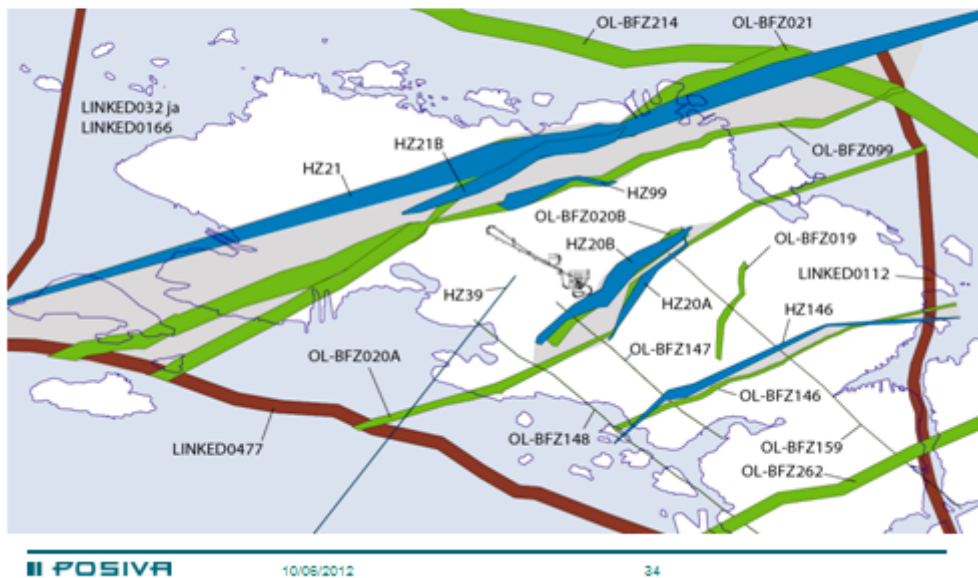 OL-BFZ214
OL-BFZ021
LINKED032 ja
LINKED0166
HZ21B
HZ21
OL-BFZ099
HZ99
OL-BFZ020B
HZ20B
OL-BFZ019
HZ39
HZ20A
LINKED0112
HZ146
OL-BFZ020A
OL-BFZ147
OL-BFZ146
LINKED0477
OL-BFZ148
OL-BFZ159
OL-BFZ262
POSIVA
10/06/2012
34